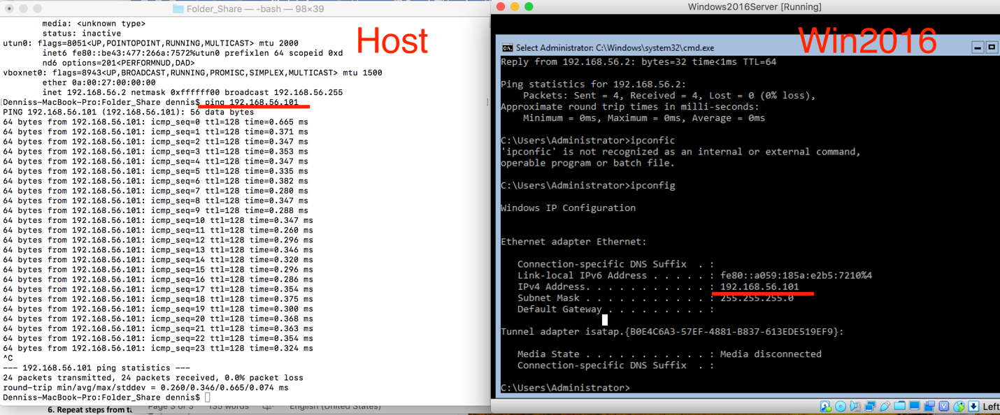 Folder_Share — -bash — 98×39
Host
media: <unknown type>
status: inactive
utun0: flags=8051<UP,POINTOPOINT,RUNNING,MULTICAST> mtu 2000
inet6 fe80::be43:477:266a:7572%utun0 prefixlen 64 scopeid 0xd
nd6 options=201<PERFORMNUD,DAD>
vboxnet0: flags=8943<UP,BROADCAST,RUNNING,PROMISC,SIMPLEX,MULTICAST> mtu 1500
ether 0a:00:27:00:00:00
inet 192.168.56.2 netmask 0xffffff00 broadcast 192.168.56.255
[Denniss-MacBook-Pro:Folder_Share dennis$ ping 192.168.56.101 ]
PING 192.168.56.101 (192.168.56.101): 56 data bytes
64 bytes from 192.168.56.101: icmp_seq=0 ttl=128 time=0.665 ms
64 bytes from 192.168.56.101: icmp_seq=1 ttl=128 time=0.371 ms
64 bytes from 192.168.56.101: icmp_seq=2 ttl=128 time=0.347 ms
64 bytes from 192.168.56.101: icmp_seq=3 ttl=128 time=0.353 ms
64 bytes from 192.168.56.101: icmp_seq=4 ttl=128 time=0.347 ms
64 bytes from 192.168.56.101: icmp_seq=5 ttl=128 time=0.335 ms
64 bytes from 192.168.56.101: icmp_seq=6 ttl=128 time=0.382 ms
64 bytes from 192.168.56.101: icmp_seq=7 ttl=128 time=0.280 ms
64 bytes from 192.168.56.101: icmp_seq=8 ttl=128 time=0.347 ms
64 bytes from 192.168.56.101: icmp_seq=9 ttl=128 time=0.288 ms
64 bytes from 192.168.56.101: icmp_seq=10 ttl=128 time=0.347 ms
64 bytes from 192.168.56.101: icmp_seq=11 ttl=128 time=0.260 ms
64 bytes from 192.168.56.101: icmp_seq=12 ttl=128 time=0.296 ms
64 bytes from 192.168.56.101: icmp_seq=13 ttl=128 time=0.346 ms
64 bytes from 192.168.56.101: icmp_seq=14 ttl=128 time=0.320 ms
64 bytes from 192.168.56.101: icmp_seq=15 ttl=128 time=0.296 ms
64 bytes from 192.168.56.101: icmp_seq=16 ttl=128 time=0.286 ms
64 bytes from 192.168.56.101: icmp_seq=17 ttl=128 time=0.354 ms
64 bytes from 192.168.56.101: icmp_seq=18 ttl=128 time=0.375 ms
64 bytes from 192.168.56.101: icmp_seq=19 ttl=128 time=0.300 ms
64 bytes from 192.168.56.101: icmp_seq=20 ttl=128 time=0.368 ms
64 bytes from 192.168.56.101: icmp_seq=21 ttl=128 time=0.363 ms
64 bytes from 192.168.56.101: icmp_seq=22 ttl=128 time=0.354 ms
64 bytes from 192.168.56.101: icmp_seq=23 ttl=128 time=0.324 ms
^C
--- 192.168.56.101 ping statistics ---
24 packets transmitted, 24 packets received, 0.0% packet loss
round-trip min/avg/max/stddev = 0.260/0.346/0.665/0.074 ms
Denniss-MacBook-Pro:Folder_Share dennis$
6. Repeat steps from ta
Page 3 of 3 135 words English (United States)
Windows2016Server [Running]
Win2016
Select Administrator: C:\Windows\system32\cmd.exe
Reply from 192.168.56.2: bytes=32 time<1ms TTL=64
Ping statistics for 192.168.56.2:
Packets: Sent = 4, Received = 4, Lost = 0 (0% loss),
Approximate round trip times in milli-seconds:
Minimum = 0ms, Maximum = 0ms, Average = 0ms
C:\Users\Administrator>ipconfic
'ipconfic' is not recognized as an internal or external command,
operable program or batch file.
C:\Users\Administrator>ipconfig
Windows IP Configuration
Ethernet adapter Ethernet:
Connection-specific DNS Suffix . :
Link-local IPv6 Address . . . . . : fe80::a059:185a:e2b5:7210%4
IPv4 Address. . . . . . . . . . . : 192.168.56.101
Subnet Mask . . . . . . . . . . . : 255.255.255.0
Default Gateway . . . . . . . . . :
Tunnel adapter isatap.{B0E4C6A3-57EF-4881-B837-613EDE519EF9}:
Media State . . . . . . . . . . . : Media disconnected
Connection-specific DNS Suffix . :
C:\Users\Administrator>
Left